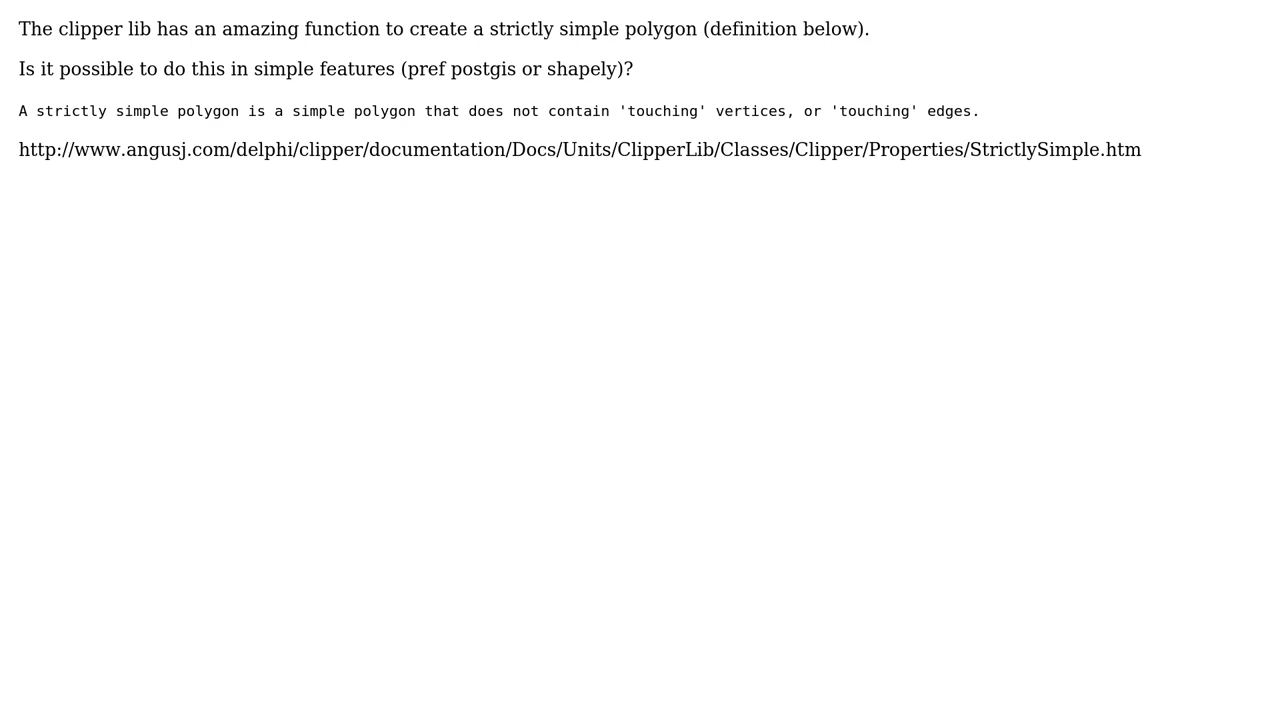 The clipper lib has an amazing function to create a strictly simple polygon (definition below).
Is it possible to do this in simple features (pref postgis or shapely)?
A strictly simple polygon is a simple polygon that does not contain 'touching' vertices, or 'touching' edges.
http://www.angusj.com/delphi/clipper/documentation/Docs/Units/ClipperLib/Classes/Clipper/Properties/StrictlySimple.htm